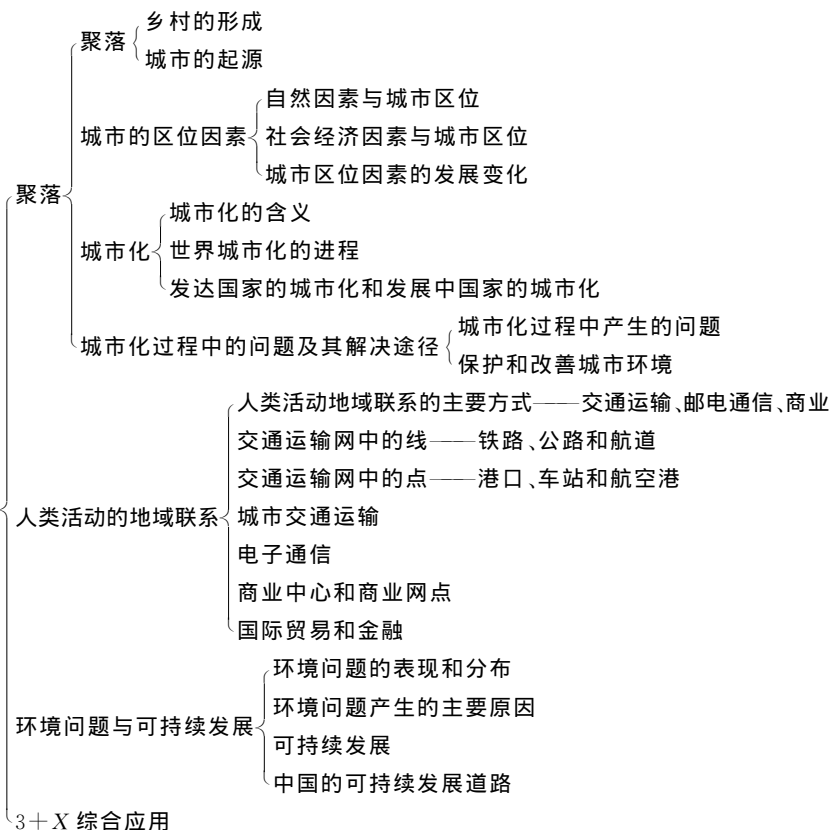 乡村的形成
聚落
城市的起源
自然因素与城市区位
城市的区位因素
社会经济因素与城市区位
城市区位因素的发展变化
聚落
城市化的含义
城市化
世界城市化的进程
发达国家的城市化和发展中国家的城市化
城市化过程中产生的问题
城市化过程中的问题及其解决途径
保护和改善城市环境
人类活动地域联系的主要方式——交通运输、邮电通信、商业
交通运输网中的线——铁路、公路和航道
交通运输网中的点——港口、车站和航空港
人类活动的地域联系
城市交通运输
电子通信
商业中心和商业网点
国际贸易和金融
环境问题的表现和分布
环境问题产生的主要原因
环境问题与可持续发展
可持续发展
中国的可持续发展道路
3+X 综合应用